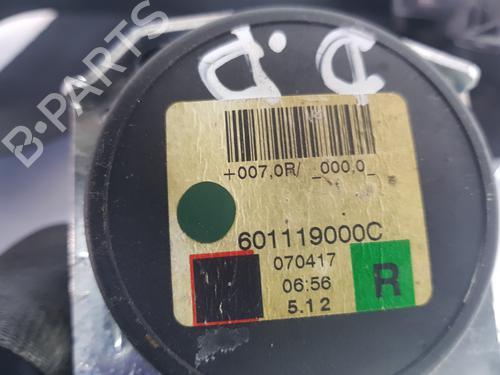 D.D
B-PARTS
+007,0R/ _000,0_
601119000C
070417
06:56
5.12
R